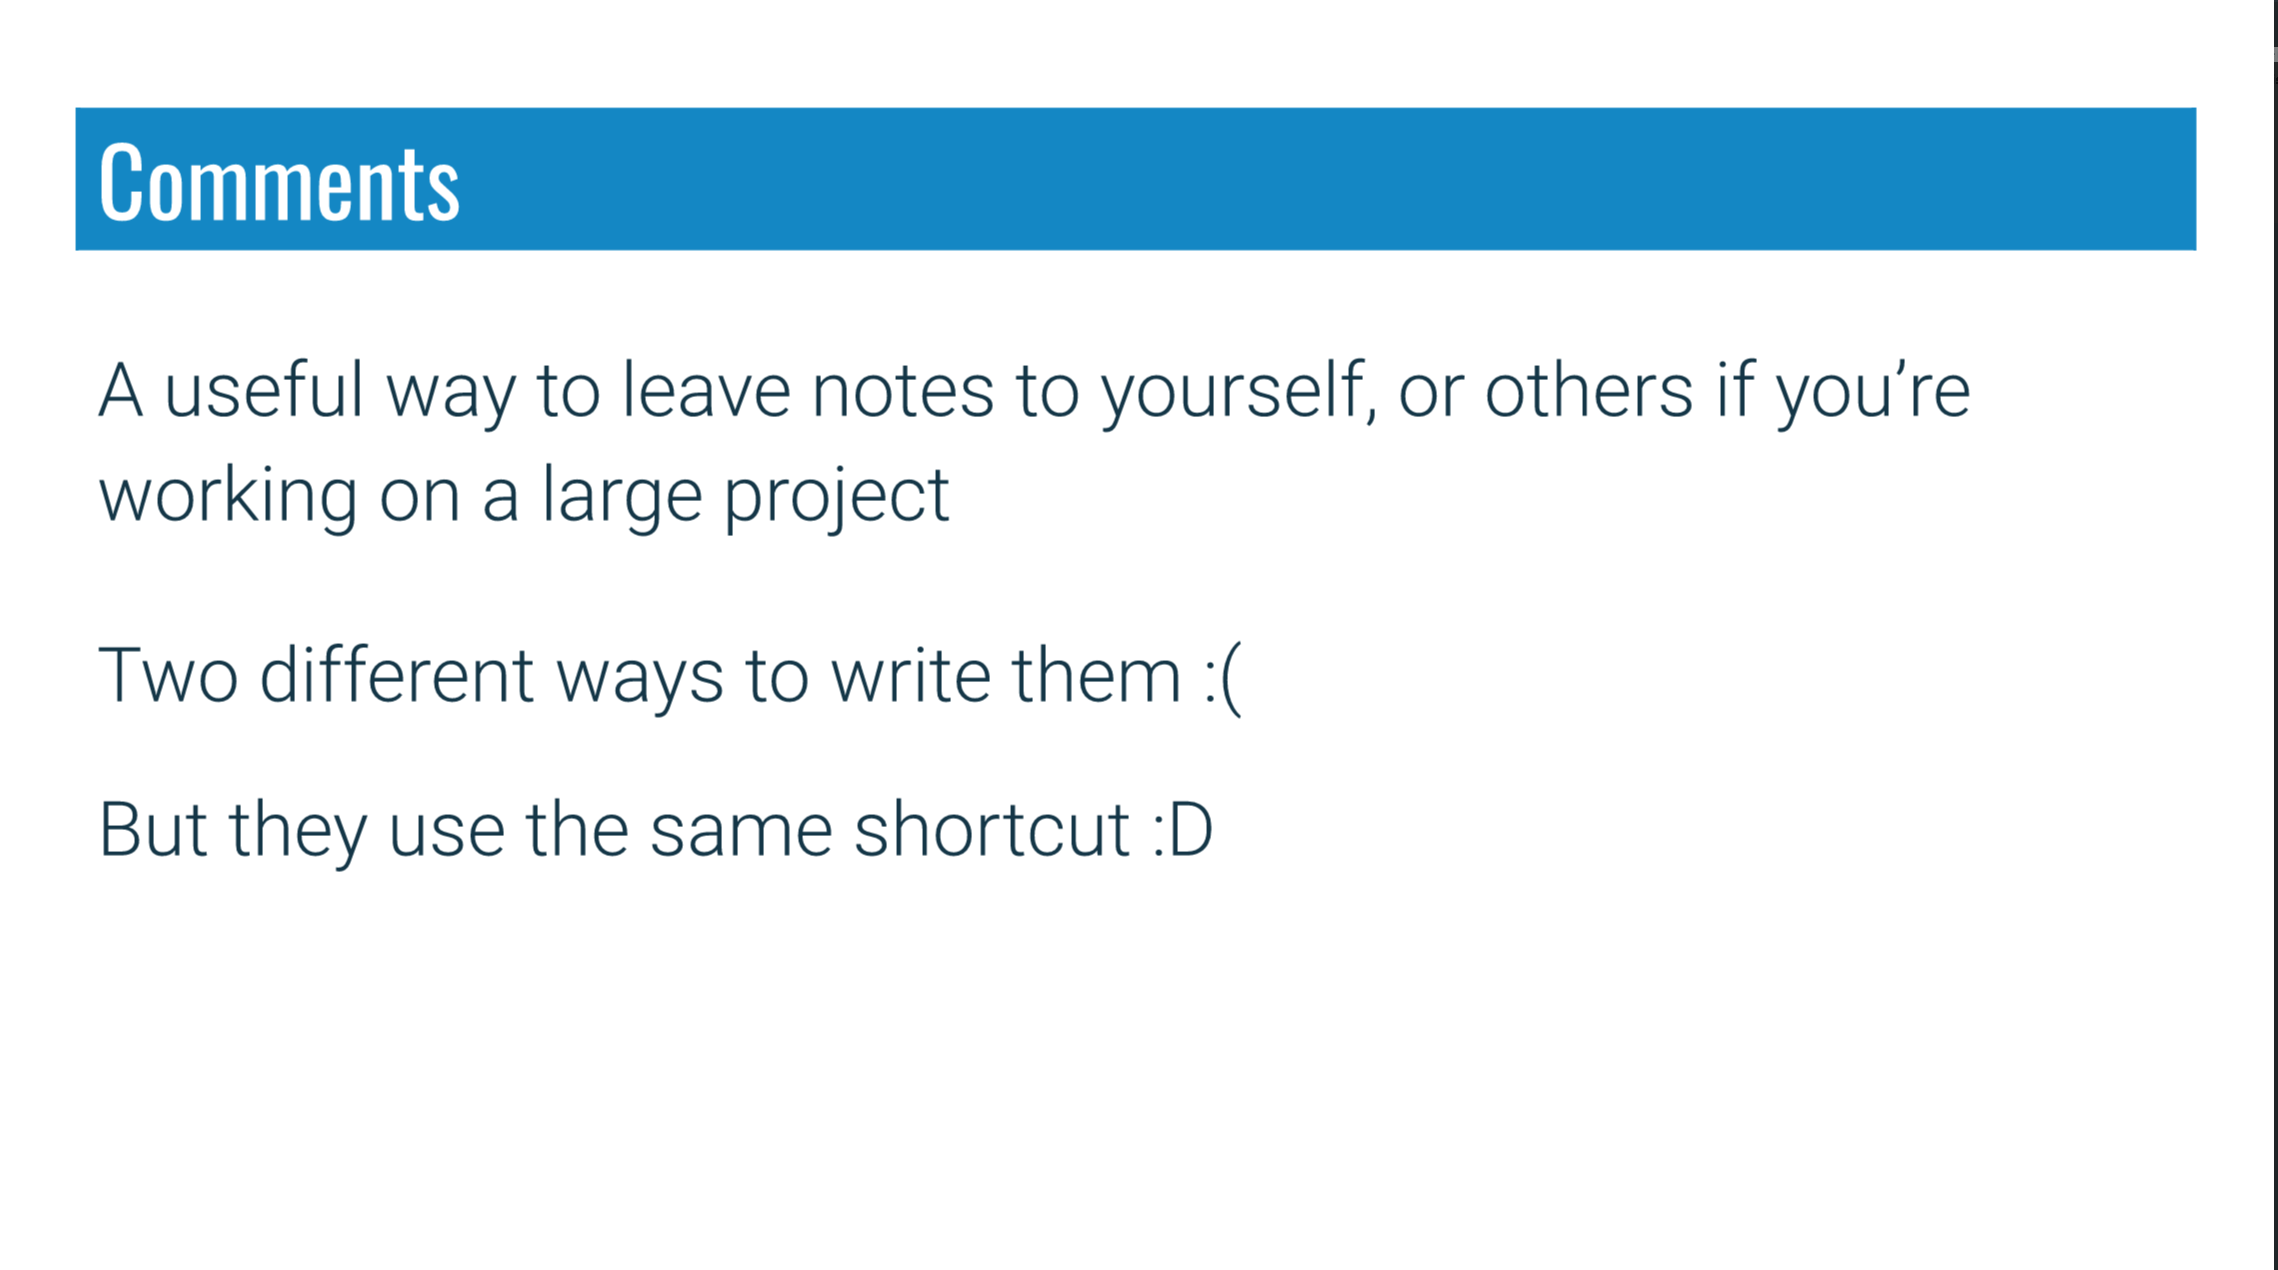 Comments
A useful way to leave notes to yourself, or others if you’re
working on a large project
Two different ways to write them :(
But they use the same shortcut :D